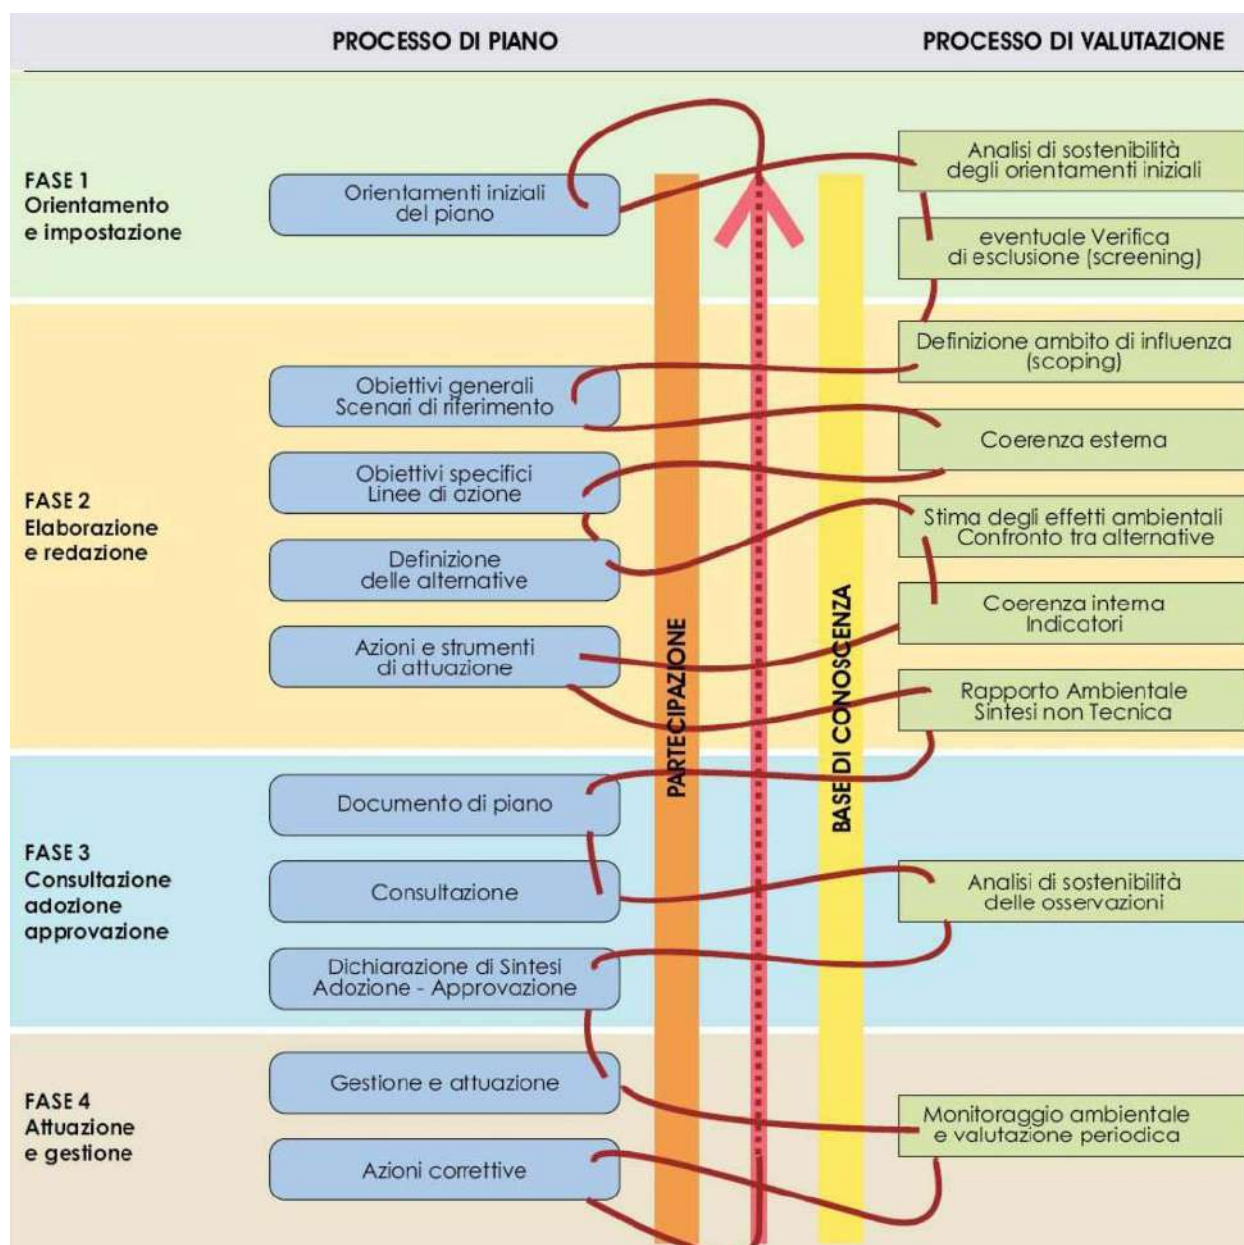 PROCESSO DI PIANO
PROCESSO DI VALUTAZIONE
FASE 1
Orientamento
e impostazione
Orientamenti iniziali
del piano
Analisi di sostenibilità
degli orientamenti iniziali
eventuale Verifica
di esclusione (screening)
FASE 2
Elaborazione
e redazione
Definizione ambito di influenza
(scoping)
Obiettivi generali
Scenari di riferimento
Coerenza esterna
Obiettivi specifici
Linee di azione
Stima degli effetti ambientali
Confronto tra alternative
Definizione
delle alternative
Coerenza interna
Indicatori
Azioni e strumenti
di attuazione
Rapporto Ambientale
Sintesi non Tecnica
PARTECIPAZIONE
BASE DI CONOSCENZA
FASE 3
Consultazione
adozione
approvazione
Documento di piano
Consultazione
Analisi di sostenibilità
delle osservazioni
Dichiarazione di Sintesi
Adozione - Approvazione
FASE 4
Attuazione
e gestione
Gestione e attuazione
Monitoraggio ambientale
e valutazione periodica
Azioni correttive